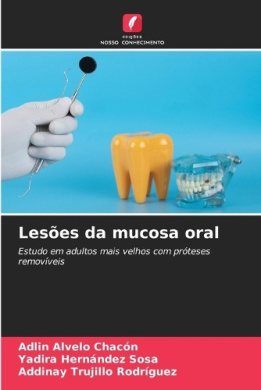 edições
NOSSO CONHECIMENTO
Lesões da mucosa oral
Estudo em adultos mais velhos com próteses
removíveis
Adlin Alvelo Chacón
Yadira Hernández Sosa
Addinay Trujillo Rodríguez